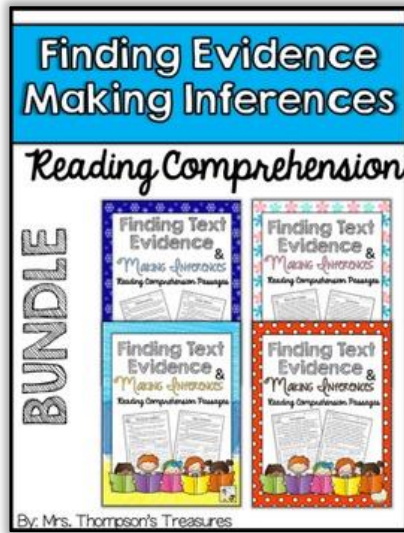 Finding Evidence
Making Inferences
Reading Comprehension
BUNDLE
Finding Text
Evidence
&
Making Inferences
Reading Comprehension Passages
Finding Text
Evidence
&
Making Inferences
Reading Comprehension Passages
Finding Text
Evidence
&
Making Inferences
Reading Comprehension Passages
Finding Text
Evidence
&
Making Inferences
Reading Comprehension Passages
By: Mrs. Thompson's Treasures